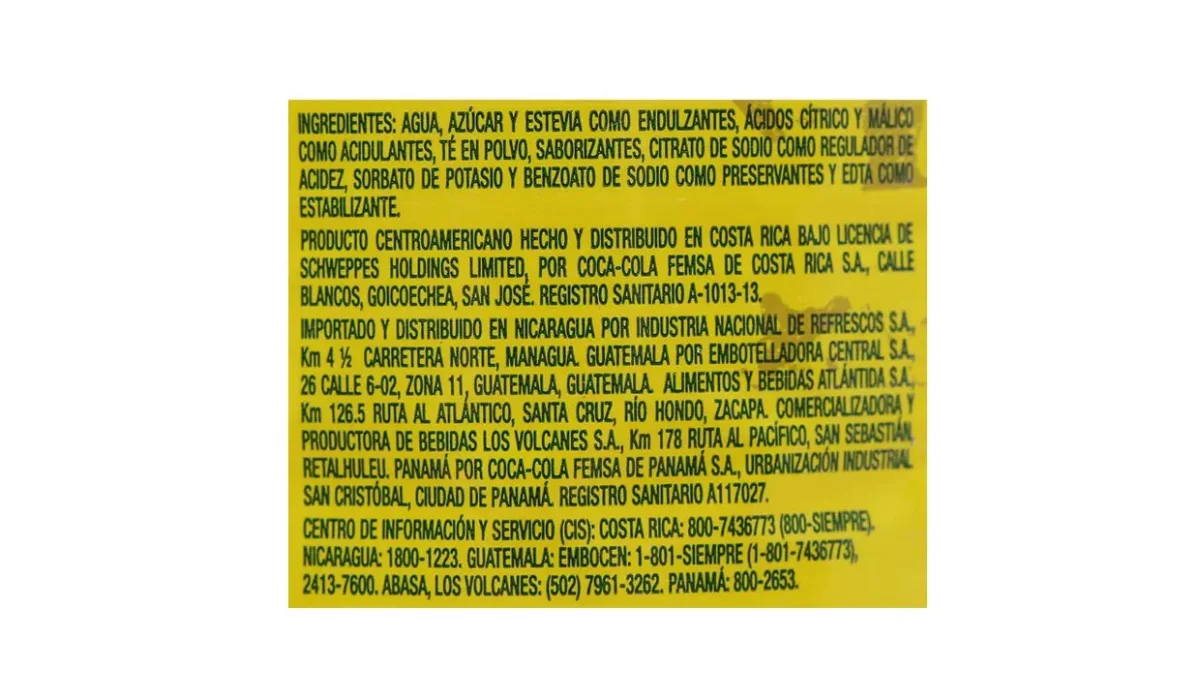 INGREDIENTES: AGUA, AZÚCAR Y ESTEVIA COMO ENDULZANTES, ÁCIDOS CÍTRICO Y MÁLICO
COMO ACIDULANTES, TÉ EN POLVO, SABORIZANTES, CITRATO DE SODIO COMO REGULADOR DE
ACIDEZ, SORBATO DE POTASIO Y BENZOATO DE SODIO COMO PRESERVANTES Y EDTA COMO
ESTABILIZANTE.
PRODUCTO CENTROAMERICANO HECHO Y DISTRIBUIDO EN COSTA RICA BAJO LICENCIA DE
SCHWEPPES HOLDINGS LIMITED, POR COCA-COLA FEMSA DE COSTA RICA S.A., CALLE
BLANCOS, GOICOECHEA, SAN JOSÉ. REGISTRO SANITARIO A-1013-13.
IMPORTADO Y DISTRIBUIDO EN NICARAGUA POR INDUSTRIA NACIONAL DE REFRESCOS S.A.,
Km 4 ½ CARRETERA NORTE, MANAGUA. GUATEMALA POR EMBOTELLADORA CENTRAL S.A.,
26 CALLE 6-02, ZONA 11, GUATEMALA, GUATEMALA. ALIMENTOS Y BEBIDAS ATLÁNTIDA S.A.,
Km 126.5 RUTA AL ATLÁNTICO, SANTA CRUZ, RÍO HONDO, ZACAPA. COMERCIALIZADORA Y
PRODUCTORA DE BEBIDAS LOS VOLCANES S.A., Km 178 RUTA AL PACÍFICO, SAN SEBASTIÁN,
RETALHULEU. PANAMÁ POR COCA-COLA FEMSA DE PANAMÁ S.A., URBANIZACIÓN INDUSTRIAL
SAN CRISTÓBAL, CIUDAD DE PANAMÁ. REGISTRO SANITARIO A117027.
CENTRO DE INFORMACIÓN Y SERVICIO (CIS): COSTA RICA: 800-7436773 (800-SIEMPRE).
NICARAGUA: 1800-1223. GUATEMALA: EMBOCEN: 1-801-SIEMPRE (1-801-7436773),
2413-7600. ABASA, LOS VOLCANES: (502) 7961-3262. PANAMÁ: 800-2653.